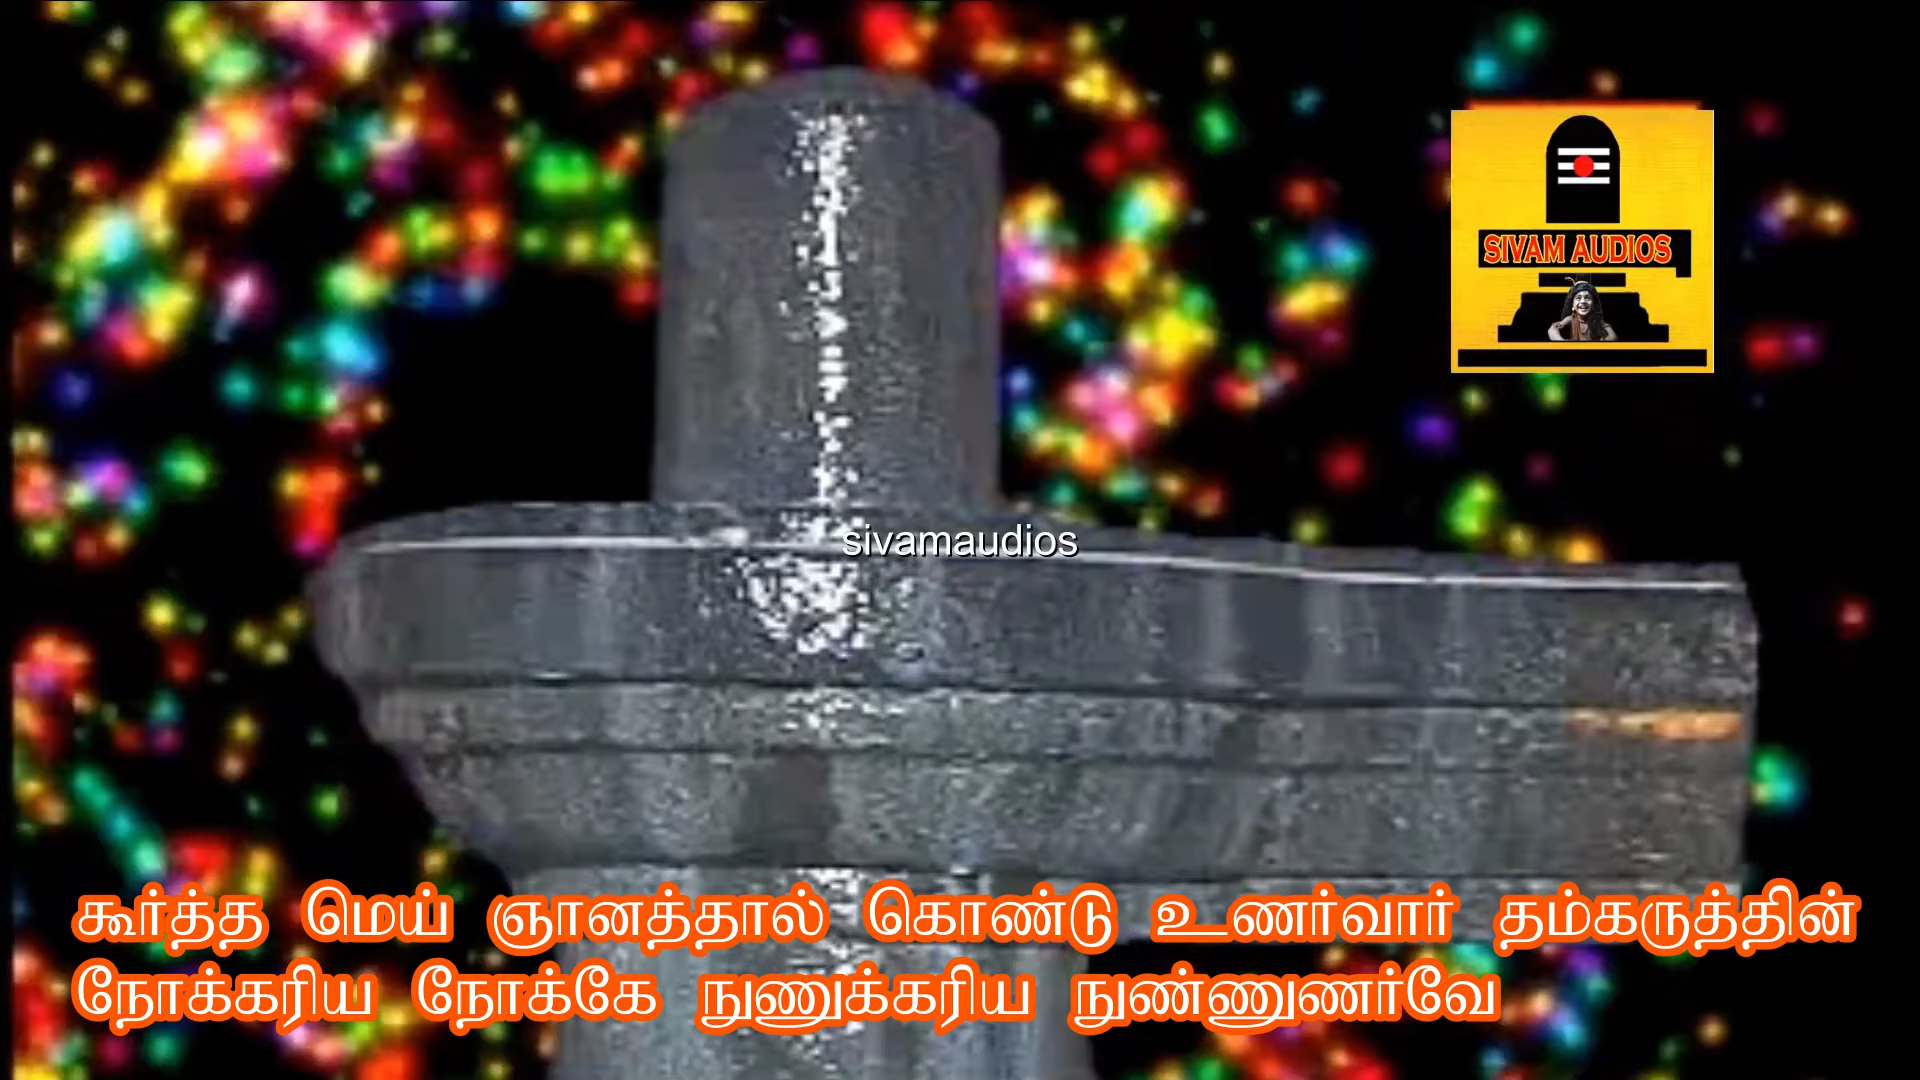 SIVAM AUDIOS
sivamaudios
கூர்த்த மெய் ஞானத்தால் கொண்டு உணர்வார் தம்கருத்தின்
நோக்கரிய நோக்கே நுணுக்கரிய நுண்ணுணர்வே